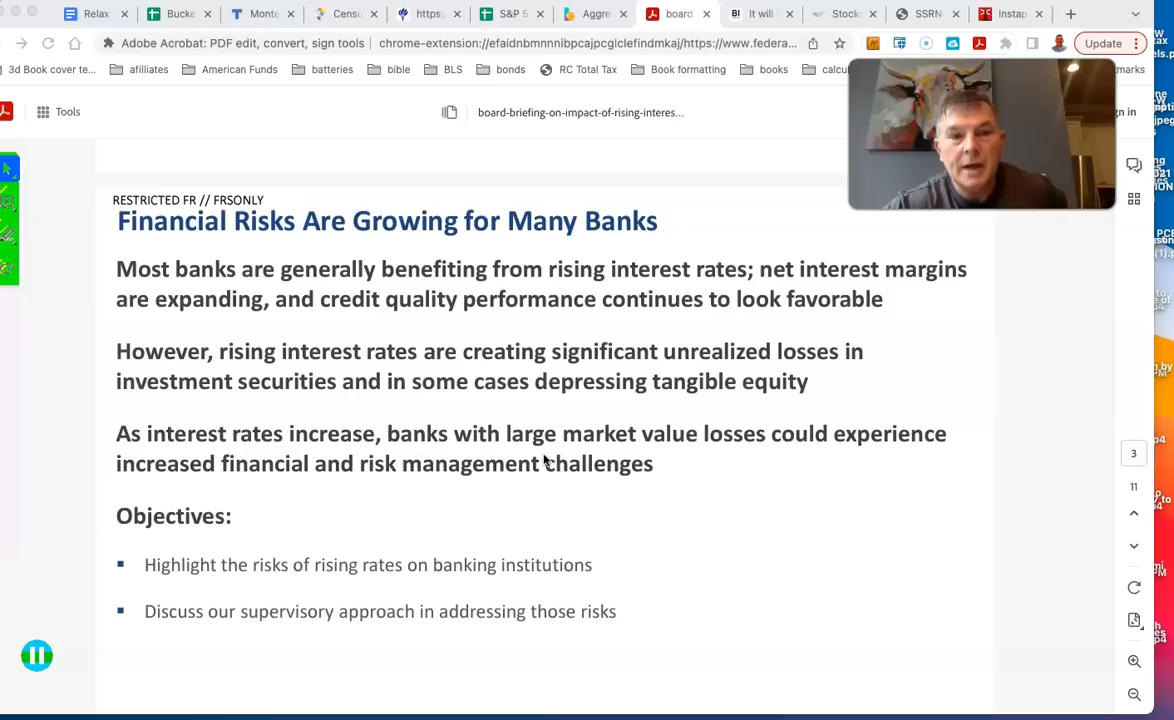 Relax
Bucke
Monte
Censu
https:
S&P 5
Aggre
board
It will
Stock
SSRN
Instap
Adobe Acrobat: PDF edit, convert, sign tools
chrome-extension://efaidnbmnnnibpcajpcglclefindmkaj/https://www.federa...
Update
3d Book cover te...
afilliates
American Funds
batteries
bible
BLS
bonds
RC Total Tax
Book formatting
books
calcu
marks
Tools
board-briefing-on-impact-of-rising-interes...
gn in
RESTRICTED FR // FRSONLY
Financial Risks Are Growing for Many Banks
Most banks are generally benefiting from rising interest rates; net interest margins
are expanding, and credit quality performance continues to look favorable
However, rising interest rates are creating significant unrealized losses in
investment securities and in some cases depressing tangible equity
As interest rates increase, banks with large market value losses could experience
increased financial and risk management challenges
Objectives:
Highlight the risks of rising rates on banking institutions
Discuss our supervisory approach in addressing those risks
3
11